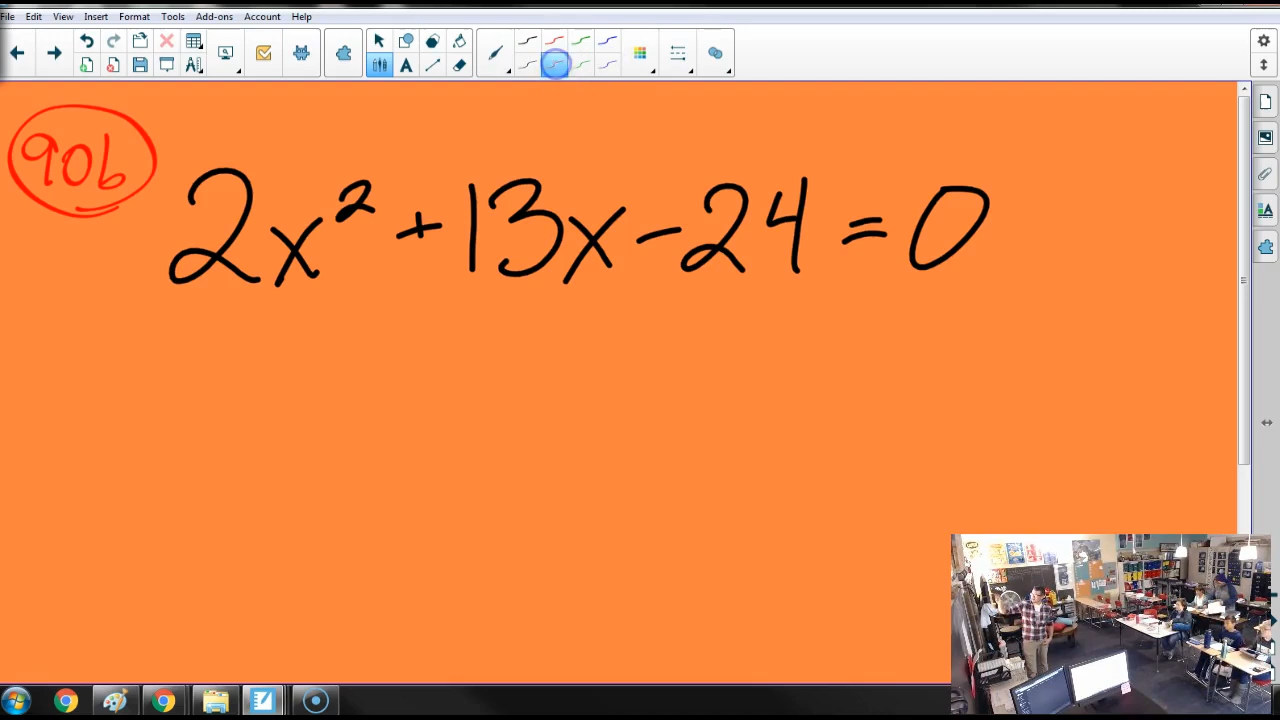 File Edit View Insert Format Tools Add-ons Account Help
90b
2x² + 13x - 24 = 0